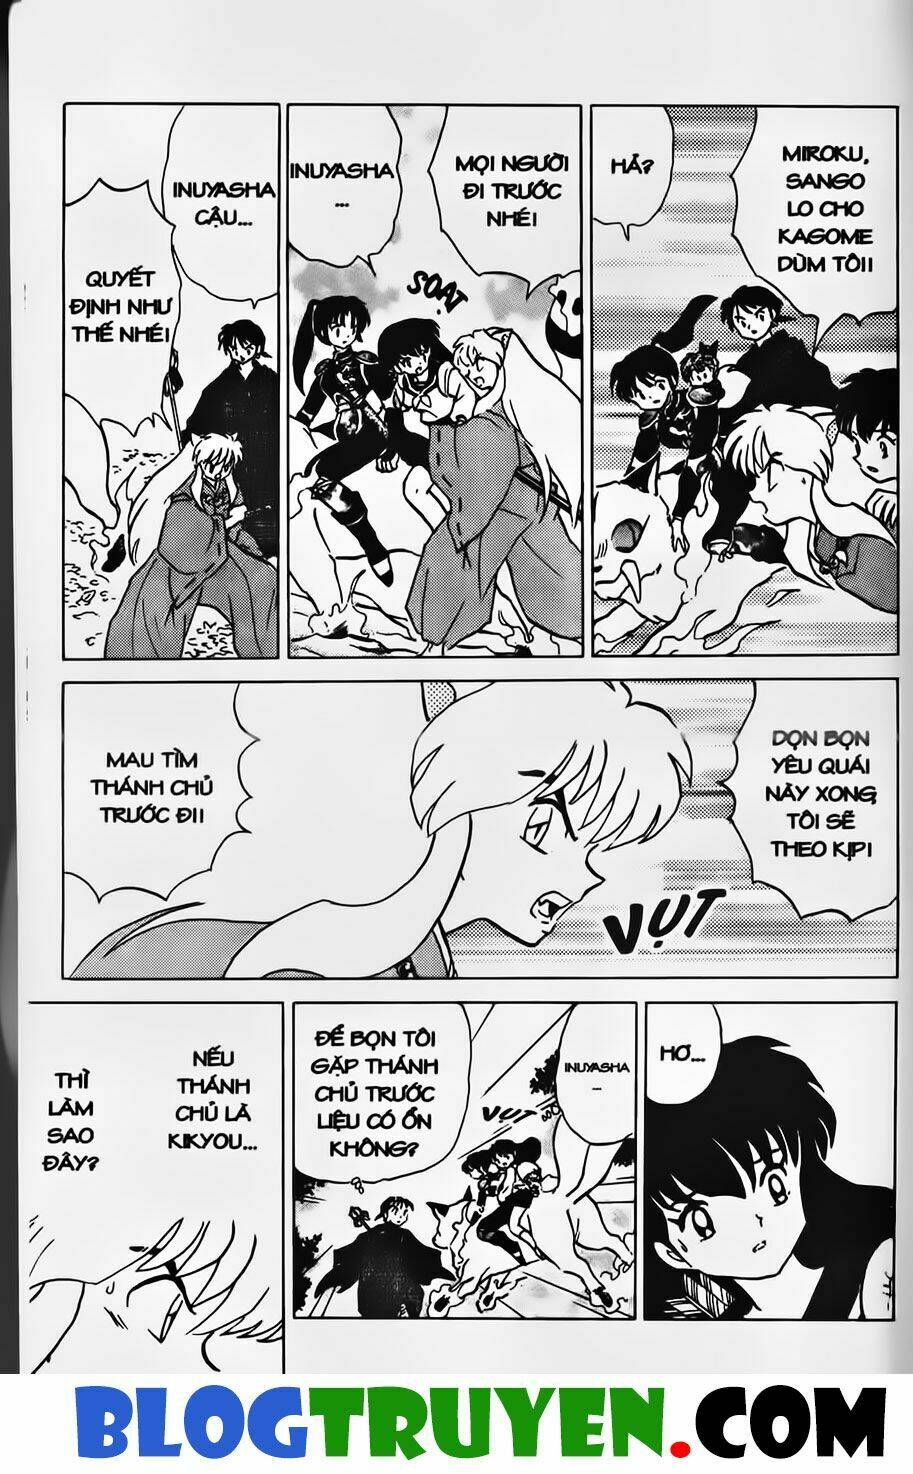 MIROKU,
SANGO
LO CHO
KAGOME
DÙM TÔI!
HẢ?
MỌI NGƯỜI
ĐI TRƯỚC
NHÉ!
INUYASHA
...
SOẠT
INUYASHA
CẬU...
QUYẾT
ĐỊNH NHƯ
THẾ NHÉ!
DỌN BỌN
YÊU QUÁI
NÀY XONG,
TÔI SẼ
THEO KỊP!
VỤT
MAU TÌM
THÁNH CHỦ
TRƯỚC ĐI!
HƠ...
INUYASHA
...
VỤT
ĐỂ BỌN TÔI
GẶP THÁNH
CHỦ TRƯỚC
LIỆU CÓ ỔN
KHÔNG?
NẾU
THÁNH
CHỦ LÀ
KIKYOU...
THÌ
LÀM
SAO
ĐÂY?
BLOGTRUYEN.COM